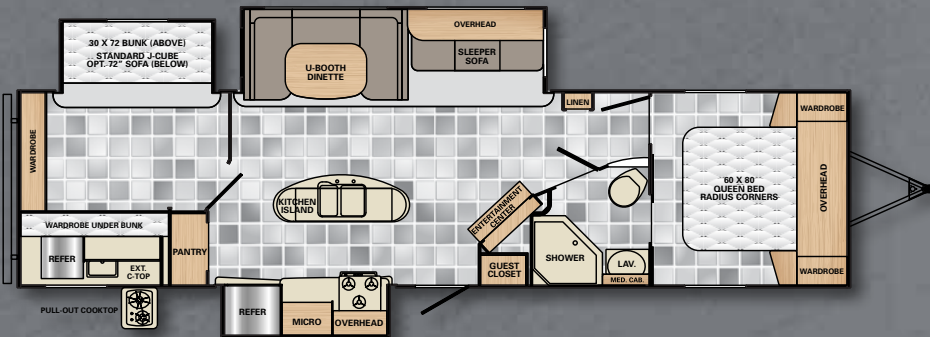 30 X 72 BUNK (ABOVE)
STANDARD J-CUBE
OPT. 72" SOFA (BELOW)
U-BOOTH
DINETTE
OVERHEAD
SLEEPER
SOFA
LINEN
WARDROBE
WARDROBE
60 X 80
QUEEN BED
RADIUS CORNERS
OVERHEAD
WARDROBE
KITCHEN
ISLAND
ENTERTAINMENT
CENTER
WARDROBE UNDER BUNK
REFER
EXT.
C-TOP
PANTRY
GUEST
CLOSET
SHOWER
LAV.
MED. CAB.
PULL-OUT COOKTOP
REFER
MICRO
OVERHEAD